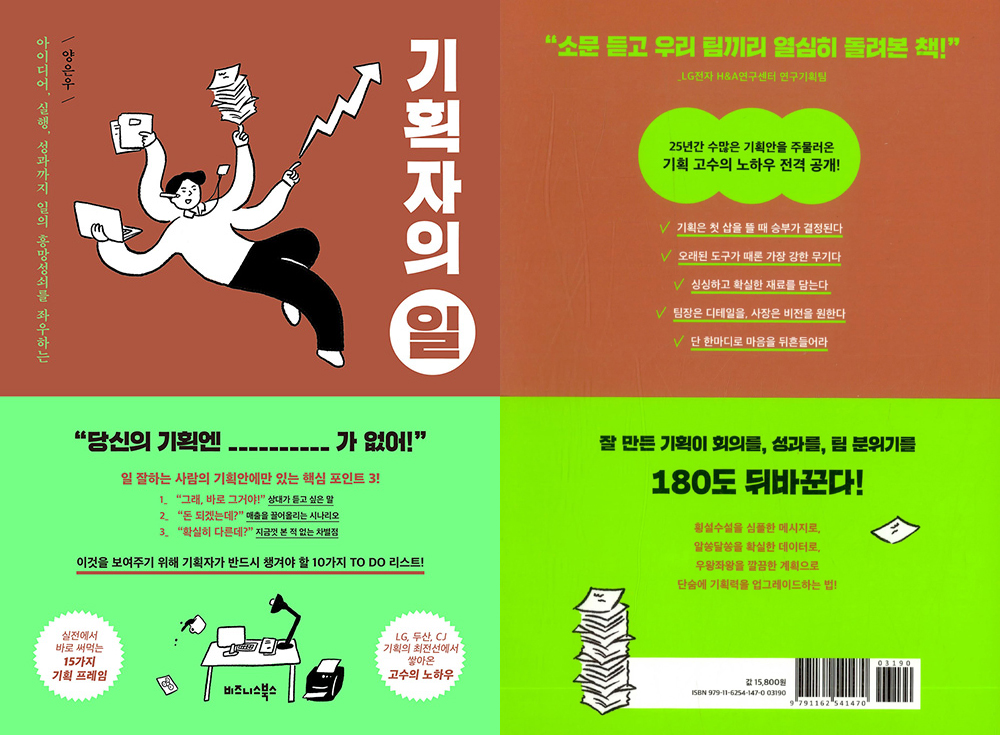 기획자의 일
/ 양은우 /
아이디어, 실행, 성과까지 일의 흥망성쇠를 좌우하는
“당신의 기획엔 __________ 가 없어!”
일 잘하는 사람의 기획안에만 있는 핵심 포인트 3!
1_ “그래, 바로 그거야!” 상대가 듣고 싶은 말
2_ “돈 되겠는데?” 매출을 끌어올리는 시나리오
3_ “확실히 다른데?” 지금껏 본 적 없는 차별점
이것을 보여주기 위해 기획자가 반드시 챙겨야 할 10가지 TO DO 리스트!
실전에서
바로 써먹는
15가지
기획 프레임
LG, 두산, CJ
기획의 최전선에서
쌓아온
고수의 노하우
비즈니스북스
“소문 듣고 우리 팀끼리 열심히 돌려본 책!”
_LG전자 H&A연구센터 연구기획팀
25년간 수많은 기획안을 주물러온
기획 고수의 노하우 전격 공개!
기획은 첫 삽을 뜰 때 승부가 결정된다
오래된 도구가 때론 가장 강한 무기다
싱싱하고 확실한 재료를 담는다
팀장은 디테일을, 사장은 비전을 원한다
단 한마디로 마음을 뒤흔들어라
잘 만든 기획이 회의를, 성과를, 팀 분위기를
180도 뒤바꾼다!
횡설수설을 심플한 메시지로,
알쏭달쏭을 확실한 데이터로,
우왕좌왕을 깔끔한 계획으로
단숨에 기획력을 업그레이드하는 법!
값 15,800원
ISBN 979-11-6254-147-0 03190
03190
9 791162 541470